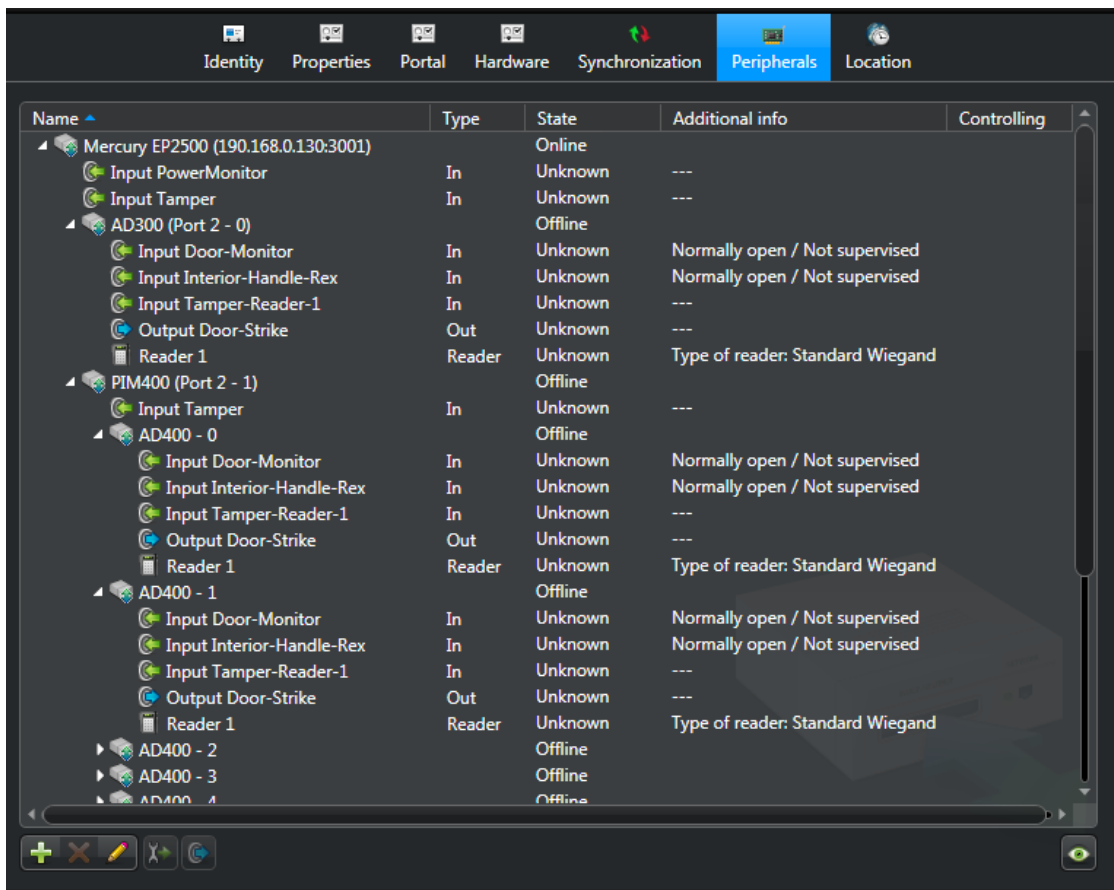 Identity Properties Portal Hardware Synchronization Peripherals Location
Name Type State Additional info Controlling
Mercury EP2500 (190.168.0.130:3001) Online
Input PowerMonitor In Unknown ---
Input Tamper In Unknown ---
AD300 (Port 2 - 0) Offline
Input Door-Monitor In Unknown Normally open / Not supervised
Input Interior-Handle-Rex In Unknown Normally open / Not supervised
Input Tamper-Reader-1 In Unknown ---
Output Door-Strike Out Unknown ---
Reader 1 Reader Unknown Type of reader: Standard Wiegand
PIM400 (Port 2 - 1) Offline
Input Tamper In Unknown ---
AD400 - 0 Offline
Input Door-Monitor In Unknown Normally open / Not supervised
Input Interior-Handle-Rex In Unknown Normally open / Not supervised
Input Tamper-Reader-1 In Unknown ---
Output Door-Strike Out Unknown ---
Reader 1 Reader Unknown Type of reader: Standard Wiegand
AD400 - 1 Offline
Input Door-Monitor In Unknown Normally open / Not supervised
Input Interior-Handle-Rex In Unknown Normally open / Not supervised
Input Tamper-Reader-1 In Unknown ---
Output Door-Strike Out Unknown ---
Reader 1 Reader Unknown Type of reader: Standard Wiegand
AD400 - 2 Offline
AD400 - 3 Offline
AD400 - 4 Offline